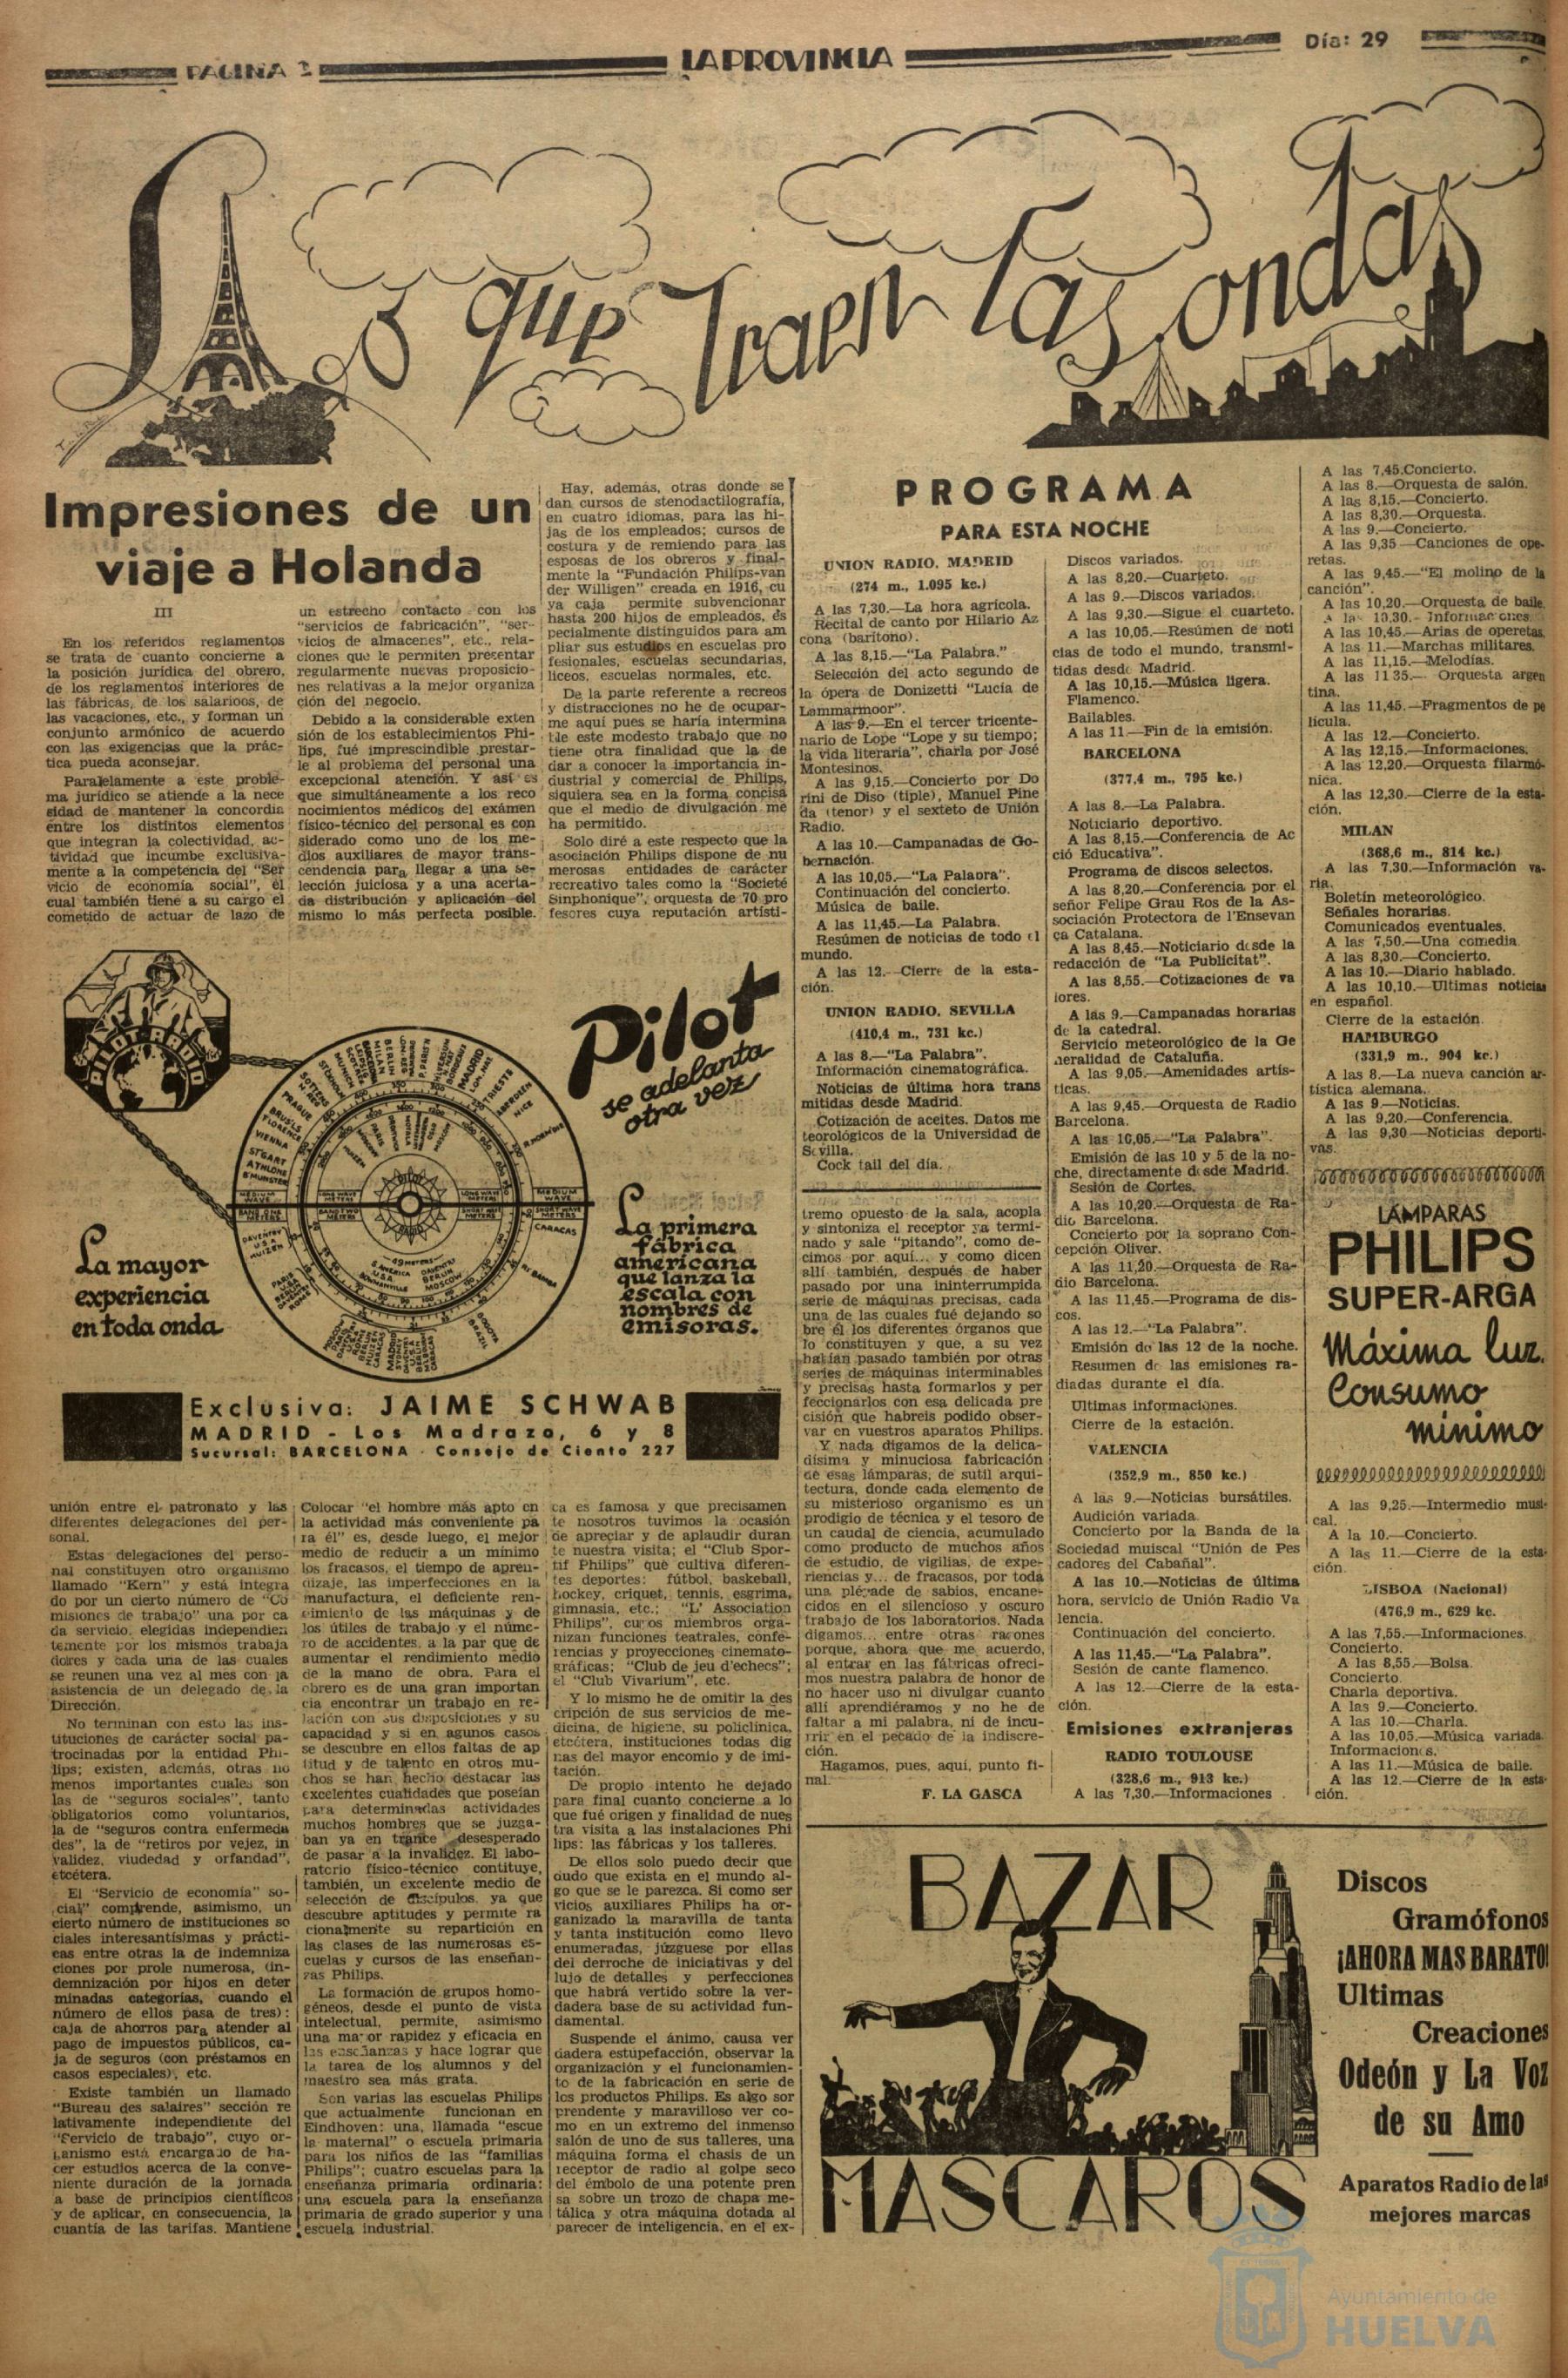 PAGINA
LA PROVINCIA
Día: 29
Lo que Traen las ondas
Impresiones de un
viaje a Holanda
III
En los referidos reglamentos
se trata de cuanto concierne a
la posición jurídica del obrero,
de los reglamentos interiores de
las fábricas, de los salarios, de
las vacaciones, etc., y forman un
conjunto armónico de acuerdo
con las exigencias que la prác-
tica pueda aconsejar.
Paralelamente a este proble-
ma jurídico se atiende a la nece
sidad de mantener la concordia
entre los distintos elementos
que integran la colectividad, ac-
tividad que incumbe exclusiva-
mente a la competencia del "Ser
vicio de economía social", el
cual también tiene a su cargo el
cometido de actuar de lazo de
unión entre el patronato y las
diferentes delegaciones del per-
sonal.
Estas delegaciones del perso-
nal constituyen otro organismo
llamado "Kern" y está integra
do por un cierto número de "Co
misiones de trabajo" una por ca
da servicio, elegidas independien
temente por los mismos trabaja
dores y cada una de las cuales
se reunen una vez al mes con la
asistencia de un delegado de la
Dirección.
No terminan con esto las ins-
tituciones de carácter social pa-
trocinadas por la entidad Phi-
lips; existen, además, otras no
menos importantes cuales son
las de "seguros sociales", tanto
obligatorios como voluntarios,
la de "seguros contra enfermeda
des", la de "retiros por vejez, in
validez, viudedad y orfandad",
etcétera.
El "Servicio de economía" so-
cial" comprende, asimismo, un
cierto número de instituciones so
ciales interesantísimas y prácti-
cas entre otras la de indemniza
ciones por prole numerosa, (in-
demnización por hijos en deter
minadas categorías, cuando el
número de ellos pasa de tres):
caja de ahorros para atender al
pago de impuestos públicos, ca-
ja de seguros (con préstamos en
casos especiales), etc.
Existe también un llamado
"Bureau des salaires" sección re
lativamente independiente del
"Servicio de trabajo", cuyo or-
ganismo está encargado de ha-
cer estudios acerca de la conve-
niente duración de la jornada
a base de principios científicos
y de aplicar, en consecuencia, la
cuantía de las tarifas. Mantiene
un estrecho contacto con los
"servicios de fabricación", "ser-
vicios de almacenes", etc., rela-
ciones que le permiten presentar
regularmente nuevas proposicio-
nes relativas a la mejor organiza
ción del negocio.
Debido a la considerable exten
sión de los establecimientos Phi-
lips, fué imprescindible prestar-
le al problema del personal una
excepcional atención. Y así es
que simultáneamente a los reco
nocimientos médicos del exámen
físico-técnico del personal es con
siderado como uno de los me-
dios auxiliares de mayor trans-
cendencia para llegar a una se-
lección juiciosa y a una acerta-
da distribución y aplicación del
mismo lo más perfecta posible.
Colocar "el hombre más apto en
la actividad más conveniente pa
ra él" es, desde luego, el mejor
medio de reducir a un mínimo
los fracasos, el tiempo de apren-
dizaje, las imperfecciones en la
manufactura, el deficiente ren-
dimiento de las máquinas y de
los útiles de trabajo y el núme-
ro de accidentes, a la par que de
aumentar el rendimiento medio
de la mano de obra. Para el
obrero es de una gran importan
cia encontrar un trabajo en re-
lación con sus disposiciones y su
capacidad y si en agunos casos
se descubre en ellos faltas de ap
titud y de talento en otros mu-
chos se han hecho destacar las
excelentes cualidades que poseían
para determinadas actividades
muchos hombres que se juzga-
ban ya en trance desesperado
de pasar a la invalidez. El labo-
ratorio físico-técnico contituye,
también, un excelente medio de
selección de discípulos, ya que
descubre aptitudes y permite ra
cionalmente su repartición en
las clases de las numerosas es-
cuelas y cursos de las enseñan-
zas Philips.
La formación de grupos homo-
géneos, desde el punto de vista
intelectual, permite, asimismo
una mayor rapidez y eficacia en
las enseñanzas y hace lograr que
la tarea de los alumnos y del
maestro sea más grata.
Son varias las escuelas Philips
que actualmente funcionan en
Eindhoven: una, llamada "escue
la maternal" o escuela primaria
para los niños de las "familias
Philips"; cuatro escuelas para la
enseñanza primaria ordinaria;
una escuela para la enseñanza
primaria de grado superior y una
escuela industrial.
Hay, además, otras donde se
dan cursos de stenodactilografía,
en cuatro idiomas, para las hi-
jas de los empleados; cursos de
costura y de remiendo para las
esposas de los obreros y final-
mente la "Fundación Philips-van
der Willigen" creada en 1916, cu
ya caja permite subvencionar
hasta 200 hijos de empleados, es
pecialmente distinguidos para am
pliar sus estudios en escuelas pro
fesionales, escuelas secundarias,
liceos, escuelas normales, etc.
De la parte referente a recreos
y distracciones no he de ocupar-
me aquí pues se haría intermina
ble este modesto trabajo que no
tiene otra finalidad que la de
dar a conocer la importancia in-
dustrial y comercial de Philips,
siquiera sea en la forma concisa
que el medio de divulgación me
ha permitido.
Solo diré a este respecto que la
asociación Philips dispone de nu
merosas entidades de carácter
recreativo tales como la "Societé
Sinphonique", orquesta de 70 pro
fesores cuya reputación artísti-
ca es famosa y que precisamen
te nosotros tuvimos la ocasión
de apreciar y de aplaudir duran
te nuestra visita; el "Club Spor-
tif Philips" que cultiva diferen-
tes deportes: fútbol, baskeball,
hockey, criquet, tennis, esgrima,
gimnasia, etc.; "L' Association
Philips", cuyos miembros orga-
nizan funciones teatrales, confe-
rencias y proyecciones cinemato-
gráficas; "Club de jeu d'echecs";
el "Club Vivarium", etc.
Y lo mismo he de omitir la des
cripción de sus servicios de me-
dicina, de higiene, su policlínica,
etcétera, instituciones todas dig
nas del mayor encomio y de imi-
tación.
De propio intento he dejado
para final cuanto concierne a lo
que fué origen y finalidad de nues
tra visita a las instalaciones Phi
lips: las fábricas y los talleres.
De ellos solo puedo decir que
dudo que exista en el mundo al-
go que se le parezca. Si como ser
vicios auxiliares Philips ha or-
ganizado la maravilla de tanta
y tanta institución como llevo
enumeradas, júzguese por ellas
del derroche de iniciativas y del
lujo de detalles y perfecciones
que habrá vertido sobre la ver-
dadera base de su actividad fun-
damental.
Suspende el ánimo, causa ver
dadera estupefacción, observar la
organización y el funcionamien-
to de la fabricación en serie de
los productos Philips. Es algo sor
prendente y maravilloso ver co-
mo en un extremo del inmenso
salón de uno de sus talleres, una
máquina forma el chasis de un
receptor de radio al golpe seco
del émbolo de una potente pren
sa sobre un trozo de chapa me-
tálica y otra máquina dotada al
parecer de inteligencia, en el ex-
tremo opuesto de la sala, acopla
y sintoniza el receptor ya termi-
nado y sale "pitando", como de-
cimos por aquí... y como dicen
allí también, después de haber
pasado por una ininterrumpida
serie de máquinas precisas, cada
una de las cuales fué dejando so
bre él los diferentes órganos que
lo constituyen y que, a su vez
habían pasado también por otras
series de máquinas interminables
y precisas hasta formarlos y per
feccionarlos con esa delicada pre
cisión que habreis podido obser-
var en vuestros aparatos Philips.
Y nada digamos de la delica-
dísima y minuciosa fabricación
de esas lámparas, de sutil arqui-
tectura, donde cada elemento de
su misterioso organismo es un
prodigio de técnica y el tesoro de
un caudal de ciencia, acumulado
como producto de muchos años
de estudio, de vigilias, de expe-
riencias y... de fracasos, por toda
una pléyade de sabios, encane-
cidos en el silencioso y oscuro
trabajo de los laboratorios. Nada
digamos... entre otras razones
porque, ahora que me acuerdo,
al entrar en las fábricas ofreci-
mos nuestra palabra de honor de
no hacer uso ni divulgar cuanto
allí aprendiéramos y no he de
faltar a mi palabra, ni de incu-
rrir en el pecado de la indiscre-
ción.
Hagamos, pues, aquí, punto fi-
nal.
F. LA GASCA
PILOT RADIO
Pilot
se adelanta
otra vez
La mayor
experiencia
en toda onda
La primera
fábrica
americana
que lanza la
escala con
nombres de
emisoras.
Exclusiva: JAIME SCHWAB
MADRID - Los Madrazo, 6 y 8
Sucursal: BARCELONA - Consejo de Ciento 227
PROGRAMA
PARA ESTA NOCHE
UNION RADIO, MADRID
(274 m., 1.095 kc.)
A las 7,30.—La hora agrícola.
Recital de canto por Hilario Az
cona (barítono).
A las 8,15.—"La Palabra."
Selección del acto segundo de
la ópera de Donizetti "Lucía de
Lammarmoor".
A las 9.—En el tercer tricente-
nario de Lope "Lope y su tiempo;
la vida literaria", charla por José
Montesinos.
A las 9,15.—Concierto por Do
rini de Diso (tiple), Manuel Pine
da (tenor) y el sexteto de Unión
Radio.
A las 10.—Campanadas de Go-
bernación.
A las 10,05.—"La Palaora".
Continuación del concierto.
Música de baile.
A las 11,45.—La Palabra.
Resúmen de noticias de todo el
mundo.
A las 12.—Cierre de la esta-
ción.
UNION RADIO, SEVILLA
(410,4 m., 731 kc.)
A las 8.—"La Palabra".
Información cinematográfica.
Noticias de última hora trans
mitidas desde Madrid.
Cotización de aceites. Datos me
teorológicos de la Universidad de
Sevilla.
Cock tail del día.
Discos variados.
A las 8,20.—Cuarteto.
A las 9.—Discos variados.
A las 9,30.—Sigue el cuarteto.
A las 10,05.—Resúmen de noti
cias de todo el mundo, transmi-
tidas desde Madrid.
A las 10,15.—Música ligera.
Flamenco.
Bailables.
A las 11.—Fin de la emisión.
BARCELONA
(377,4 m., 795 kc.)
A las 8.—La Palabra.
Noticiario deportivo.
A las 8,15.—Conferencia de Ac
ció Educativa".
Programa de discos selectos.
A las 8,20.—Conferencia por el
señor Felipe Grau Ros de la As-
sociación Protectora de l'Ensevan
ça Catalana.
A las 8,45.—Noticiario desde la
redacción de "La Publicitat".
A las 8,55.—Cotizaciones de va
lores.
A las 9.—Campanadas horarias
de la catedral.
Servicio meteorológico de la Ge
neralidad de Cataluña.
A las 9,05.—Amenidades artís-
ticas.
A las 9,45.—Orquesta de Radio
Barcelona.
A las 10,05.—"La Palabra".
Emisión de las 10 y 5 de la no-
che, directamente desde Madrid.
Sesión de Cortes.
A las 10,20.—Orquesta de Ra-
dio Barcelona.
Concierto por la soprano Con-
cepción Oliver.
A las 11,20.—Orquesta de Ra-
dio Barcelona.
A las 11,45.—Programa de dis-
cos.
A las 12.—"La Palabra".
Emisión de las 12 de la noche.
Resumen de las emisiones ra-
diadas durante el día.
Ultimas informaciones.
Cierre de la estación.
VALENCIA
(352,9 m., 850 kc.)
A las 9.—Noticias bursátiles.
Audición variada.
Concierto por la Banda de la
Sociedad muiscal "Unión de Pes
cadores del Cabañal".
A las 10.—Noticias de última
hora, servicio de Unión Radio Va
lencia.
Continuación del concierto.
A las 11,45.—"La Palabra".
Sesión de cante flamenco.
A las 12.—Cierre de la esta-
ción.
Emisiones extranjeras
RADIO TOULOUSE
(328,6 m., 913 kc.)
A las 7,30.—Informaciones
A las 7,45.Concierto.
A las 8.—Orquesta de salón.
A las 8,15.—Concierto.
A las 8,30.—Orquesta.
A las 9.—Concierto.
A las 9,35—Canciones de ope-
retas.
A las 9,45.—"El molino de la
canción".
A las 10,20.—Orquesta de baile.
A las 10,30.—Informaciones.
A las 10,45.—Arias de operetas.
A las 11.—Marchas militares.
A las 11,15.—Melodías.
A las 11 35.—Orquesta argen
tina.
A las 11,45.—Fragmentos de pe
lícula.
A las 12.—Concierto.
A las 12,15.—Informaciones.
A las 12,20.—Orquesta filarmó-
nica.
A las 12,30.—Cierre de la esta-
ción.
MILAN
(368,6 m., 814 kc.)
A las 7,30.—Información va-
ria.
Boletín meteorológico.
Señales horarias.
Comunicados eventuales.
A las 7,50.—Una comedia.
A las 8,30.—Concierto.
A las 10.—Diario hablado.
A las 10,10.—Ultimas noticias
en español.
Cierre de la estación.
HAMBURGO
(331,9 m., 904 kc.)
A las 8.—La nueva canción ar-
tística alemana.
A las 9.—Noticias.
A las 9,20.—Conferencia.
A las 9,30—Noticias deporti-
vas.
LAMPARAS
PHILIPS
SUPER-ARGA
Máxima luz.
Consumo
mínimo
A las 9,25.—Intermedio musi-
cal.
A la 10.—Concierto.
A las 11.—Cierre de la esta-
ción.
LISBOA (Nacional)
(476,9 m., 629 kc.
A las 7,55.—Informaciones.
Concierto.
A las 8,55.—Bolsa.
Concierto.
Charla deportiva.
A las 9.—Concierto.
A las 10.—Charla.
A las 10,05.—Música variada.
Informaciones.
A las 11.—Música de baile.
A las 12.—Cierre de la esta-
ción.
BAZAR
MASCAROS
Discos
Gramófonos
¡AHORA MAS BARATO!
Ultimas
Creaciones
Odeón y La Voz
de su Amo
Aparatos Radio de las
mejores marcas
Ayuntamiento de
HUELVA